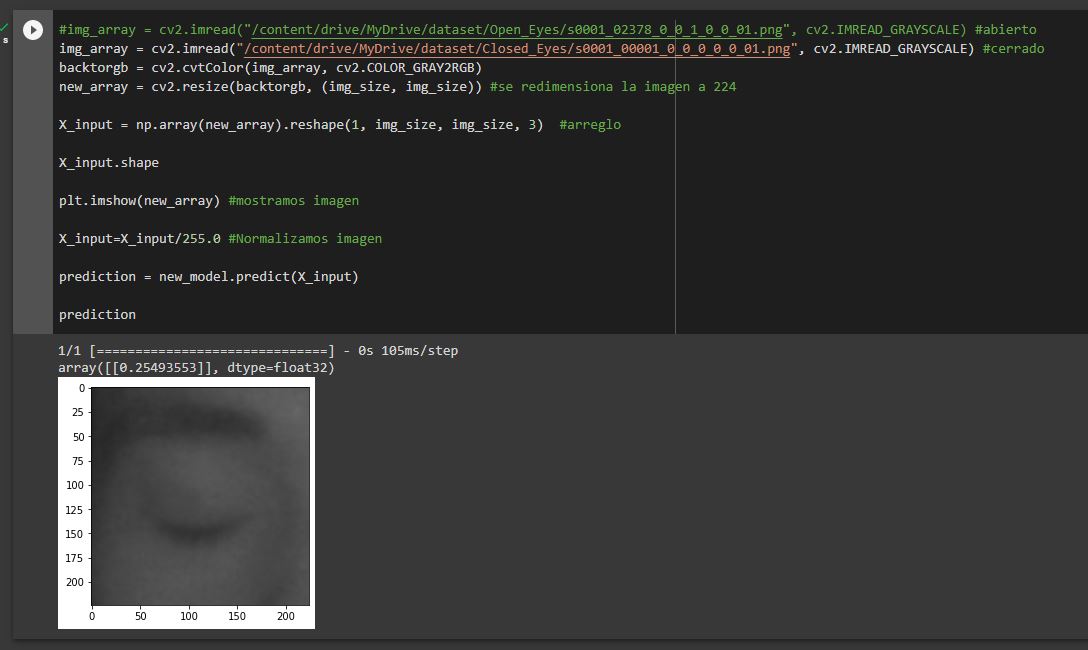 #img_array = cv2.imread("/content/drive/MyDrive/dataset/Open_Eyes/s0001_02378_0_0_1_0_0_01.png", cv2.IMREAD_GRAYSCALE) #abierto
img_array = cv2.imread("/content/drive/MyDrive/dataset/Closed_Eyes/s0001_00001_0_0_0_0_0_01.png", cv2.IMREAD_GRAYSCALE) #cerrado
backtorgb = cv2.cvtColor(img_array, cv2.COLOR_GRAY2RGB)
new_array = cv2.resize(backtorgb, (img_size, img_size)) #se redimensiona la imagen a 224
X_input = np.array(new_array).reshape(1, img_size, img_size, 3)  #arreglo
X_input.shape
plt.imshow(new_array) #mostramos imagen
X_input=X_input/255.0 #Normalizamos imagen
prediction = new_model.predict(X_input)
prediction
s
1/1 [==============================] - 0s 105ms/step
array([[0.25493553]], dtype=float32)
0
25
50
75
100
125
150
175
200
0 50 100 150 200